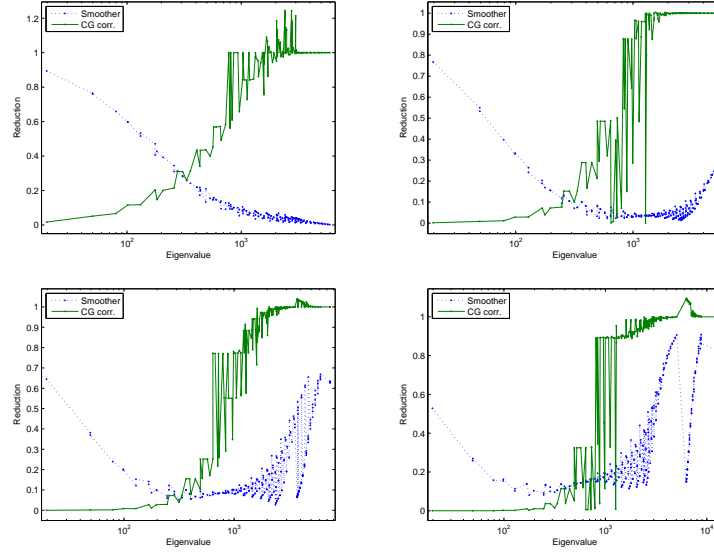 1.2
1
0.8
0.6
0.4
0.2
0
Reduction
Smoother
CG corr.
10^2
10^3
Eigenvalue
1
0.9
0.8
0.7
0.6
0.5
0.4
0.3
0.2
0.1
0
Reduction
Smoother
CG corr.
10^2
10^3
Eigenvalue
1
0.9
0.8
0.7
0.6
0.5
0.4
0.3
0.2
0.1
0
Reduction
Smoother
CG corr.
10^2
10^3
Eigenvalue
1
0.8
0.6
0.4
0.2
0
Reduction
Smoother
CG corr.
10^2
10^3
10^4
Eigenvalue